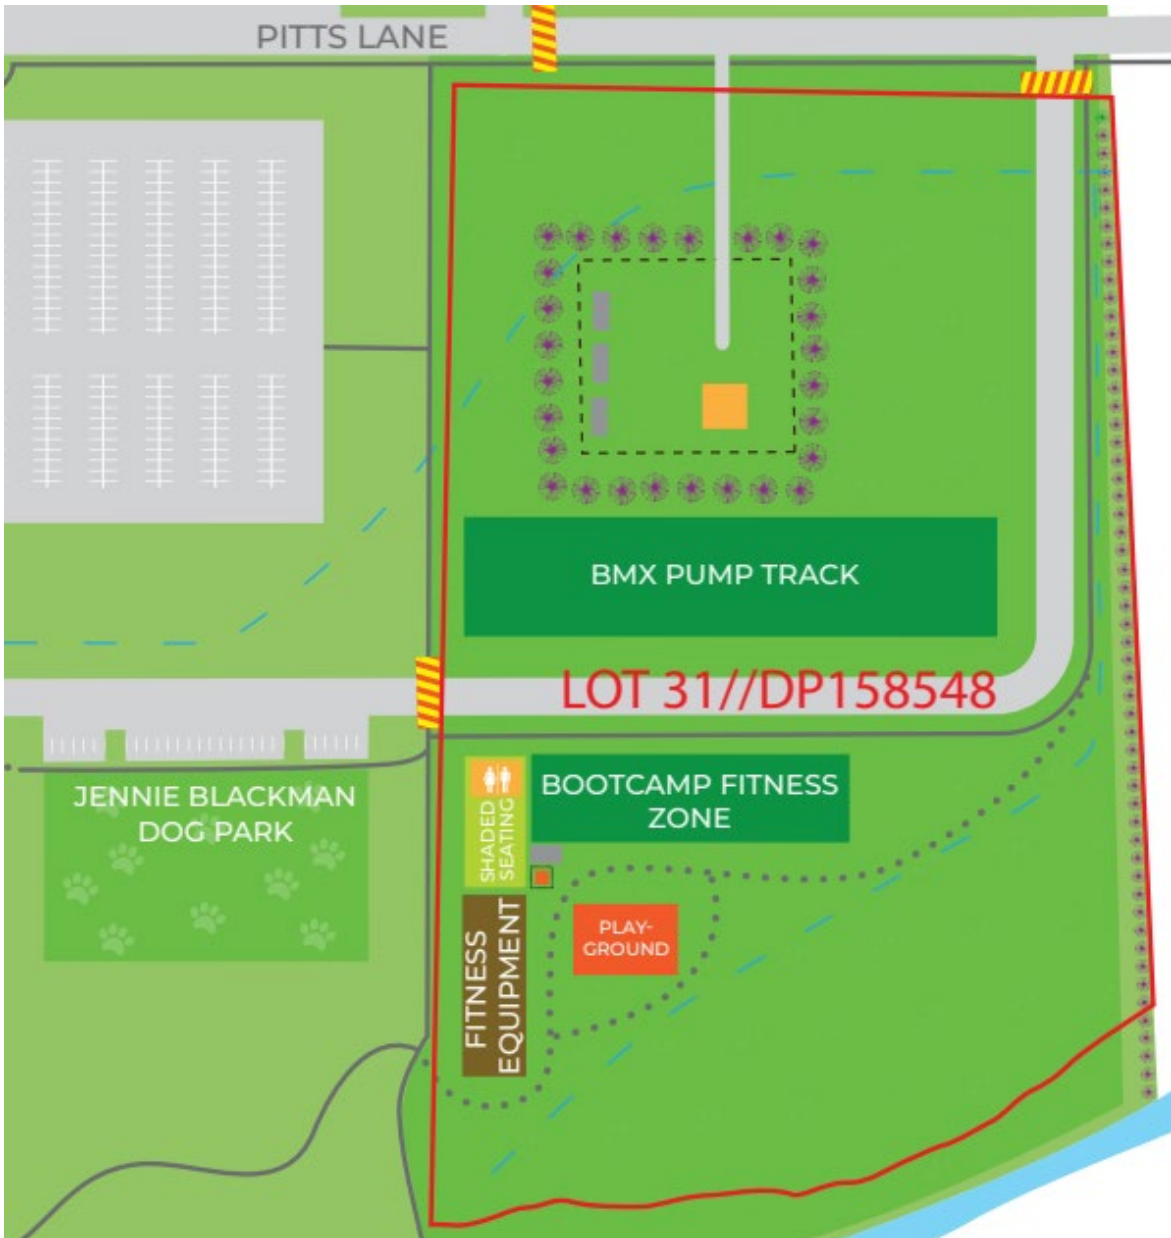 PITTS LANE
BMX PUMP TRACK
LOT 31//DP158548
JENNIE BLACKMAN
DOG PARK
SHADED
SEATING
BOOTCAMP FITNESS
ZONE
FITNESS
EQUIPMENT
PLAY-
GROUND